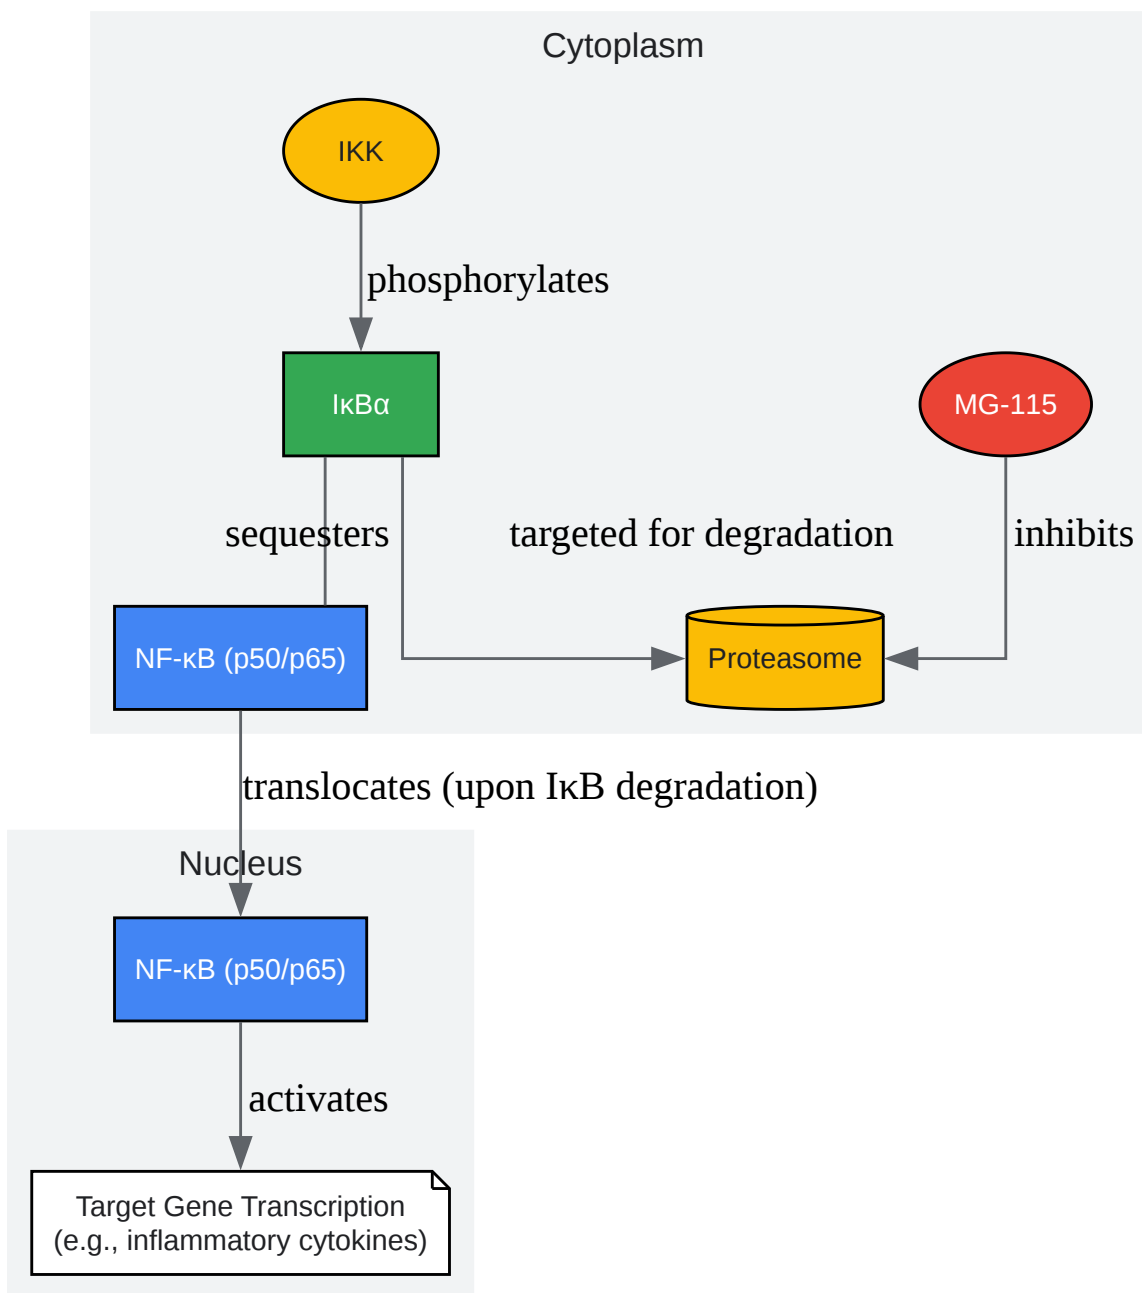 Cytoplasm
IKK
phosphorylates
IκBα
MG-115
sequesters
targeted for degradation
inhibits
NF-κB (p50/p65)
Proteasome
translocates (upon IκB degradation)
Nucleus
NF-κB (p50/p65)
activates
Target Gene Transcription
(e.g., inflammatory cytokines)